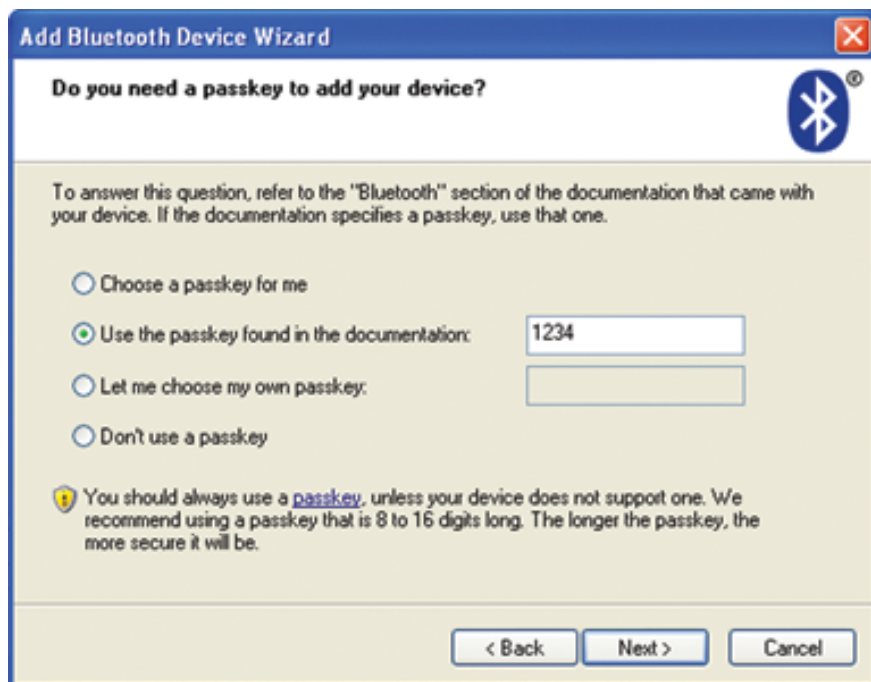 Add Bluetooth Device Wizard
Do you need a passkey to add your device?
®
To answer this question, refer to the "Bluetooth" section of the documentation that came with
your device. If the documentation specifies a passkey, use that one.
Choose a passkey for me
Use the passkey found in the documentation: 1234
Let me choose my own passkey:
Don't use a passkey
You should always use a passkey, unless your device does not support one. We
recommend using a passkey that is 8 to 16 digits long. The longer the passkey, the
more secure it will be.
< Back Next > Cancel